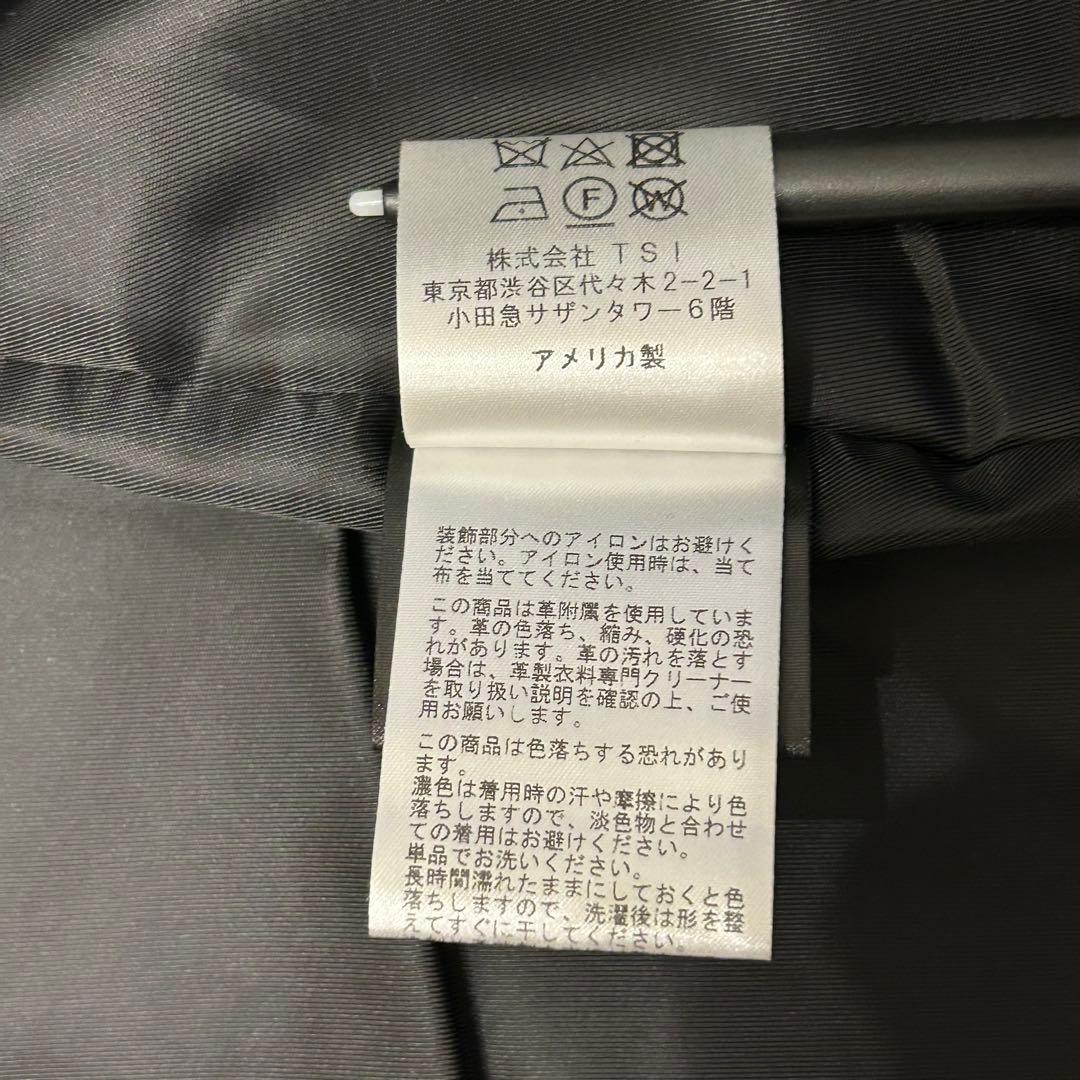 F W
株式会社 TSI
東京都渋谷区代々木2-2-1
小田急サザンタワー6階
アメリカ製
装飾部分へのアイロンはお避けく
ださい。アイロン使用時は、当て
布を当ててください。
この商品は革附属を使用していま
す。革の色落ち、縮み、硬化の恐
れがあります。革の汚れを落とす
場合は、革製衣料専門クリーナー
を取り扱い説明を確認の上、ご使
用お願いします。
この商品は色落ちする恐れがあり
ます。
濃色は着用時の汗や摩擦により色
落ちしますので、淡色物と合わせ
ての着用はお避けください。
単品でお洗いください。
長時間濡れたままにしておくと色
落ちしますので、洗濯後は形を整
えてすぐに干してください。